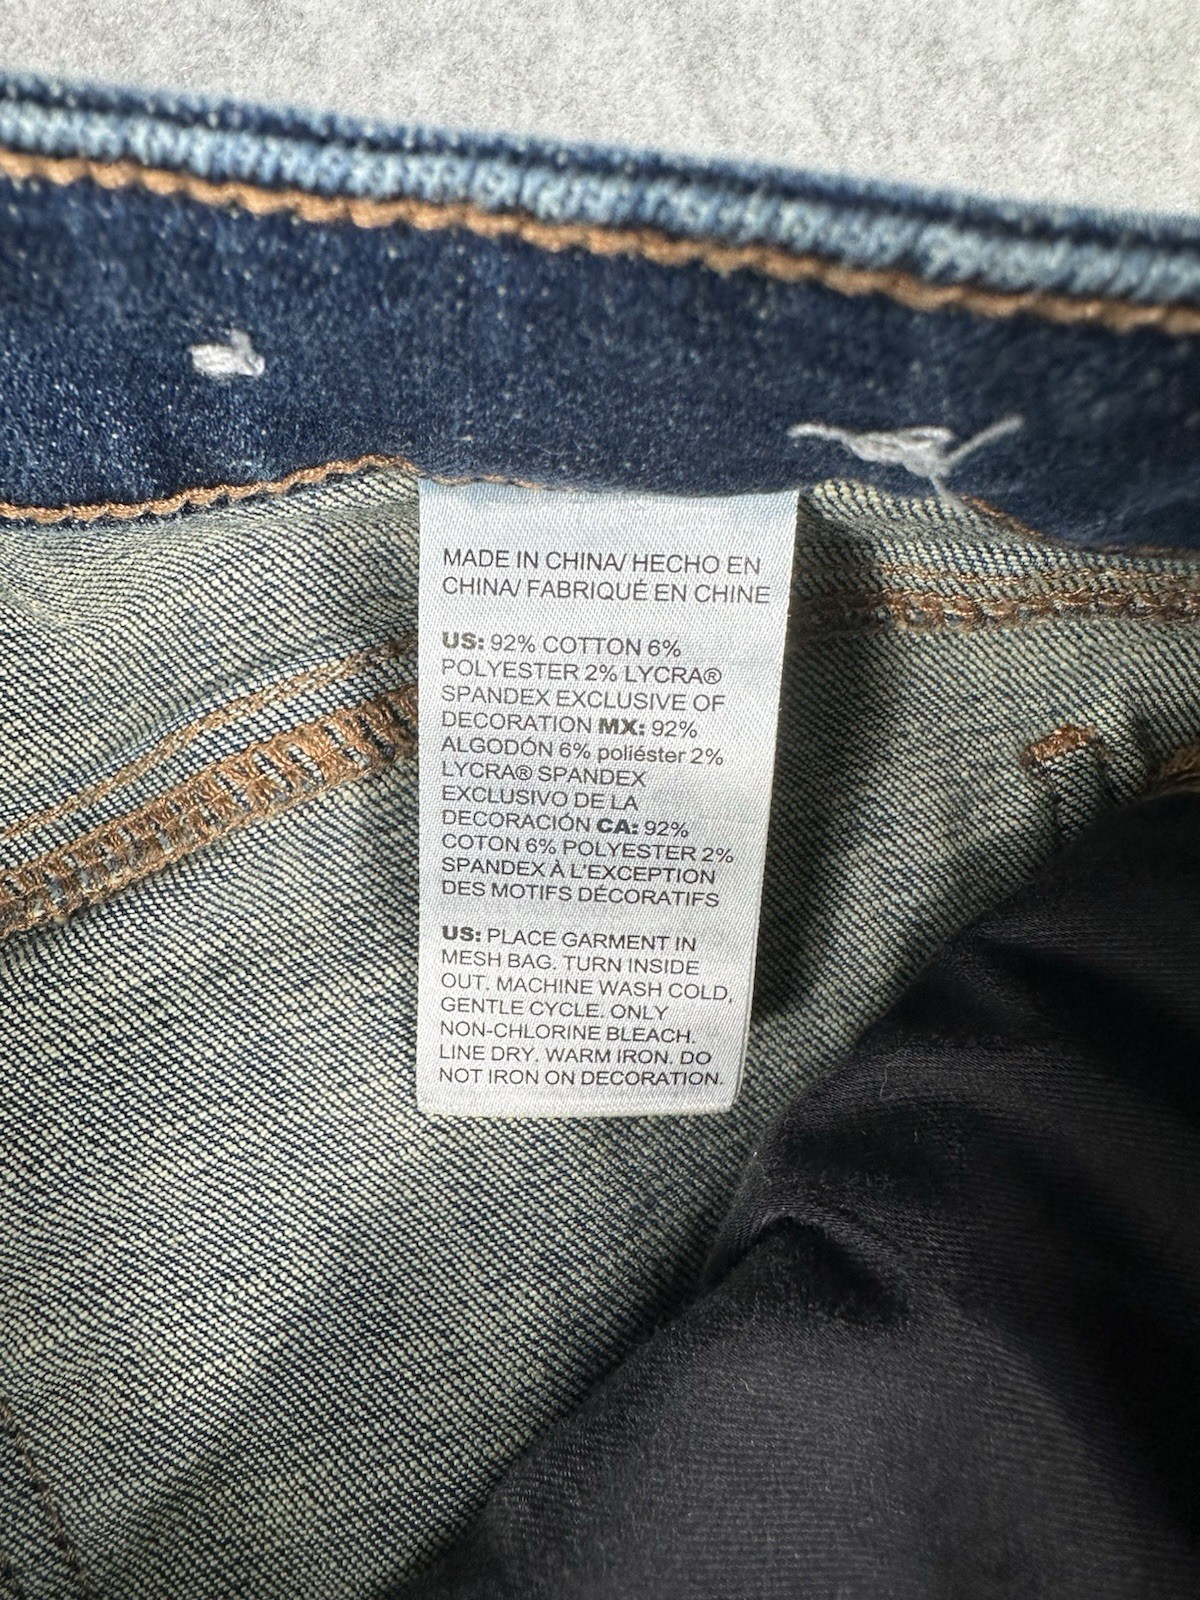 MADE IN CHINA/ HECHO EN
CHINA/ FABRIQUÉ EN CHINE
US: 92% COTTON 6%
POLYESTER 2% LYCRA®
SPANDEX EXCLUSIVE OF
DECORATION MX: 92%
ALGODÓN 6% poliéster 2%
LYCRA® SPANDEX
EXCLUSIVO DE LA
DECORACIÓN CA: 92%
COTON 6% POLYESTER 2%
SPANDEX À L'EXCEPTION
DES MOTIFS DÉCORATIFS
US: PLACE GARMENT IN
MESH BAG. TURN INSIDE
OUT. MACHINE WASH COLD,
GENTLE CYCLE. ONLY
NON-CHLORINE BLEACH.
LINE DRY. WARM IRON. DO
NOT IRON ON DECORATION.